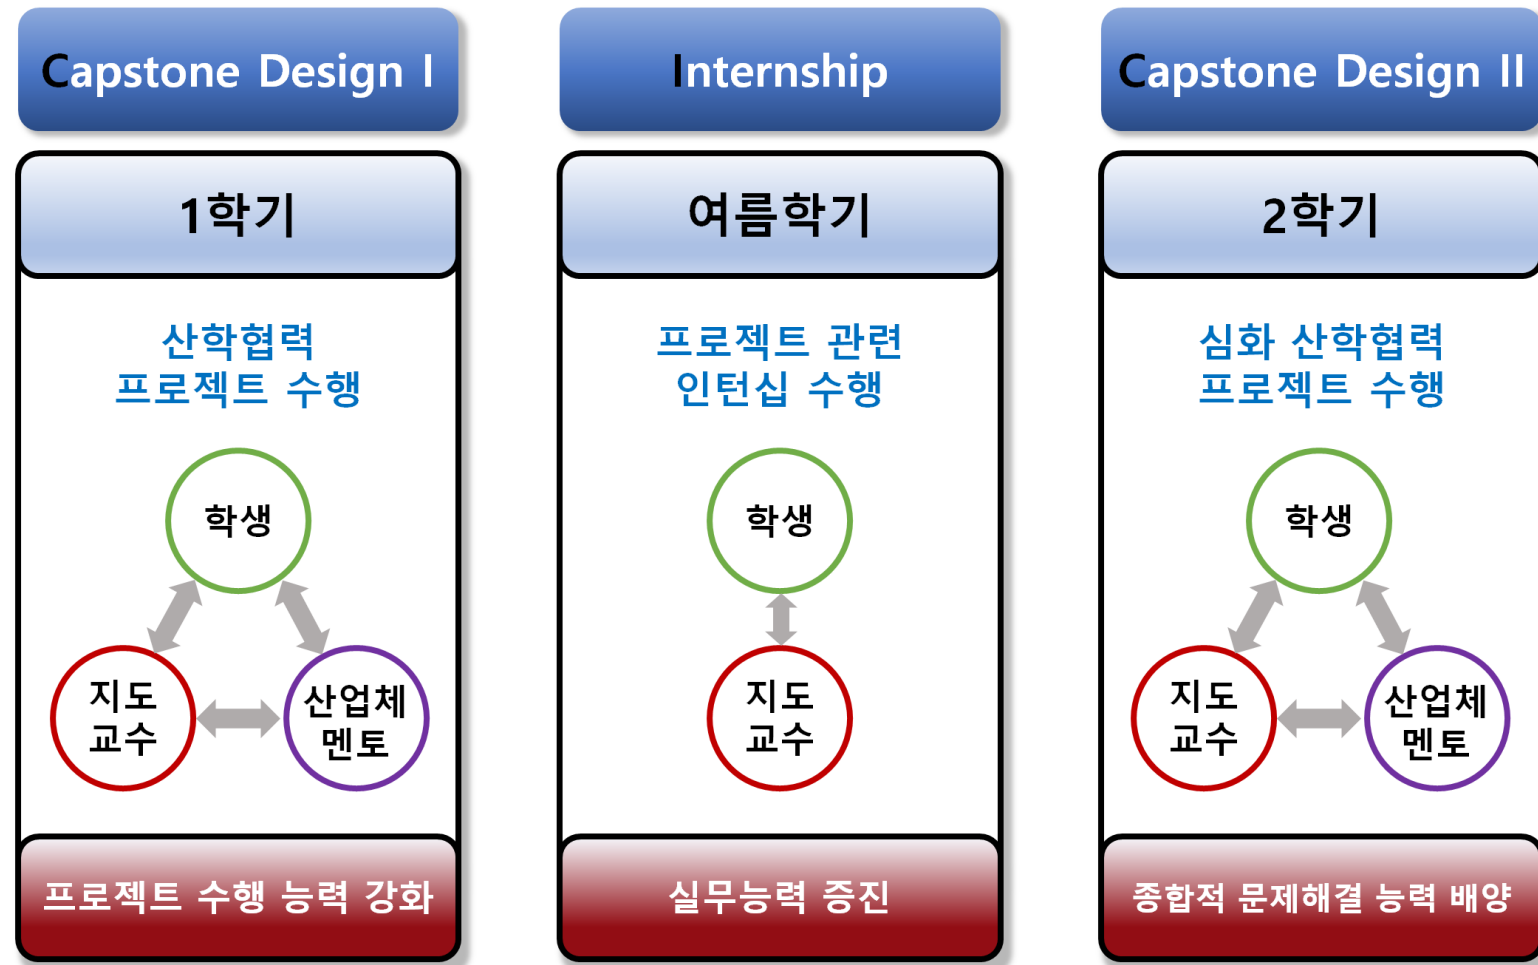 Capstone Design I
1학기
산학협력
프로젝트 수행
학생
지도
교수
산업체
멘토
프로젝트 수행 능력 강화
Internship
여름학기
프로젝트 관련
인턴십 수행
학생
지도
교수
실무능력 증진
Capstone Design II
2학기
심화 산학협력
프로젝트 수행
학생
지도
교수
산업체
멘토
종합적 문제해결 능력 배양